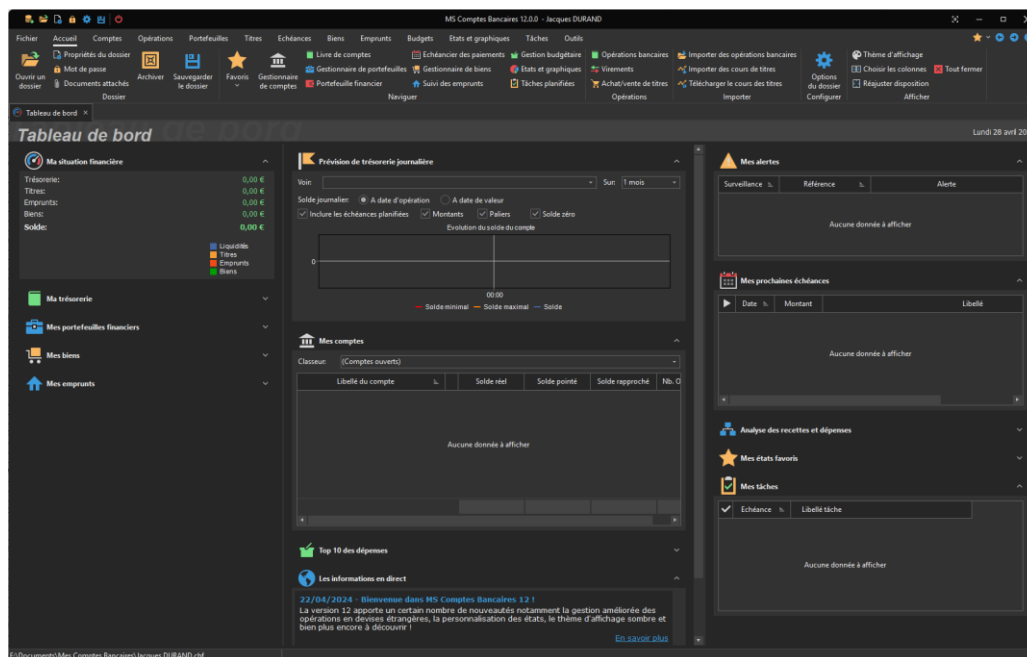 MS Comptes Bancaires 12.0.0 - Jacques DURAND
Fichier Accueil Comptes Opérations Portefeuilles Titres Echéances Biens Emprunts Budgets Etats et graphiques Tâches Outils
Ouvrir un dossier
Propriétés du dossier
Mot de passe
Documents attachés
Archiver
Sauvegarder le dossier
Dossier
Favoris
Gestionnaire de comptes
Livre de comptes
Gestionnaire de portefeuilles
Portefeuille financier
Echéancier des paiements
Gestionnaire de biens
Suivi des emprunts
Gestion budgétaire
Etats et graphiques
Tâches planifiées
Naviguer
Opérations bancaires
Virements
Achat/vente de titres
Opérations
Importer des opérations bancaires
Importer des cours de titres
Télécharger le cours des titres
Importer
Options du dossier
Configurer
Thème d'affichage
Choisir les colonnes
Réajuster disposition
Tout fermer
Afficher
Tableau de bord
Tableau de bord
Lundi 28 avril 20
Ma situation financière
Trésorerie: 0,00 €
Titres: 0,00 €
Emprunts: 0,00 €
Biens: 0,00 €
Solde: 0,00 €
Liquidités
Titres
Emprunts
Biens
Ma trésorerie
Mes portefeuilles financiers
Mes biens
Mes emprunts
Prévision de trésorerie journalière
Voir: Sur: 1 mois
Solde journalier: A date d'opération A date de valeur
Inclure les échéances planifiées Montants Paliers Solde zéro
Evolution du solde du compte
0
00:00
Solde minimal Solde maximal Solde
Mes comptes
Classeur: (Comptes ouverts)
Libellé du compte Solde réel Solde pointé Solde rapproché Nb. O
Aucune donnée à afficher
Top 10 des dépenses
Les informations en direct
22/04/2024 - Bienvenue dans MS Comptes Bancaires 12 !
La version 12 apporte un certain nombre de nouveautés notamment la gestion améliorée des
opérations en devises étrangères, la personnalisation des états, le thème d'affichage sombre et
bien plus encore à découvrir !
En savoir plus
Mes alertes
Surveillance Référence Alerte
Aucune donnée à afficher
Mes prochaines échéances
Date Montant Libellé
Aucune donnée à afficher
Analyse des recettes et dépenses
Mes états favoris
Mes tâches
Echéance Libellé tâche
Aucune donnée à afficher
F:\Documents\Mes Comptes Bancaires\Jacques DURAND.cbf